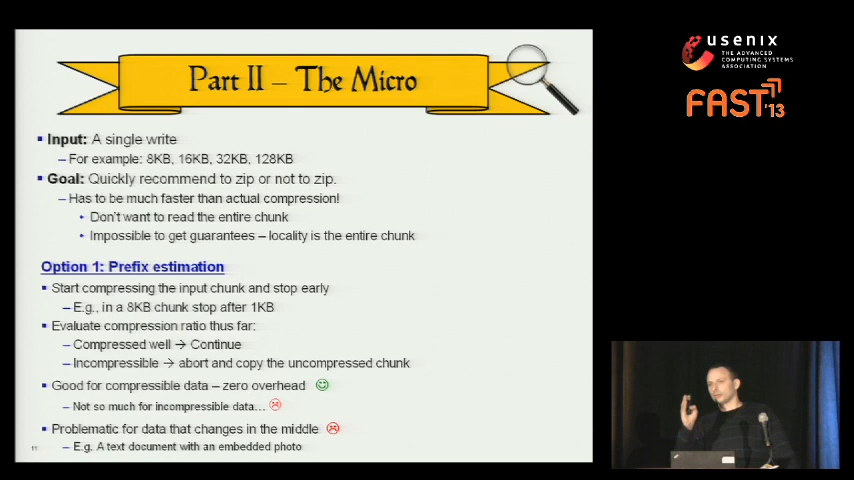 Part II – The Micro
Input: A single write
– For example: 8KB, 16KB, 32KB, 128KB
Goal: Quickly recommend to zip or not to zip.
– Has to be much faster than actual compression!
Don't want to read the entire chunk
Impossible to get guarantees – locality is the entire chunk
Option 1: Prefix estimation
Start compressing the input chunk and stop early
– E.g., in a 8KB chunk stop after 1KB
Evaluate compression ratio thus far:
– Compressed well → Continue
– Incompressible → abort and copy the uncompressed chunk
Good for compressible data – zero overhead
– Not so much for incompressible data…
Problematic for data that changes in the middle
– E.g. A text document with an embedded photo
11
usenix
THE ADVANCED
COMPUTING SYSTEMS
ASSOCIATION
FAST'13